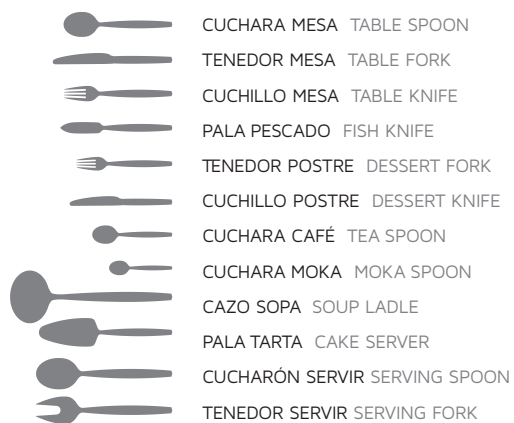 CUCHARA MESA TABLE SPOON
TENEDOR MESA TABLE FORK
CUCHILLO MESA TABLE KNIFE
PALA PESCADO FISH KNIFE
TENEDOR POSTRE DESSERT FORK
CUCHILLO POSTRE DESSERT KNIFE
CUCHARA CAFÉ TEA SPOON
CUCHARA MOKA MOKA SPOON
CAZO SOPA SOUP LADLE
PALA TARTA CAKE SERVER
CUCHARÓN SERVIR SERVING SPOON
TENEDOR SERVIR SERVING FORK